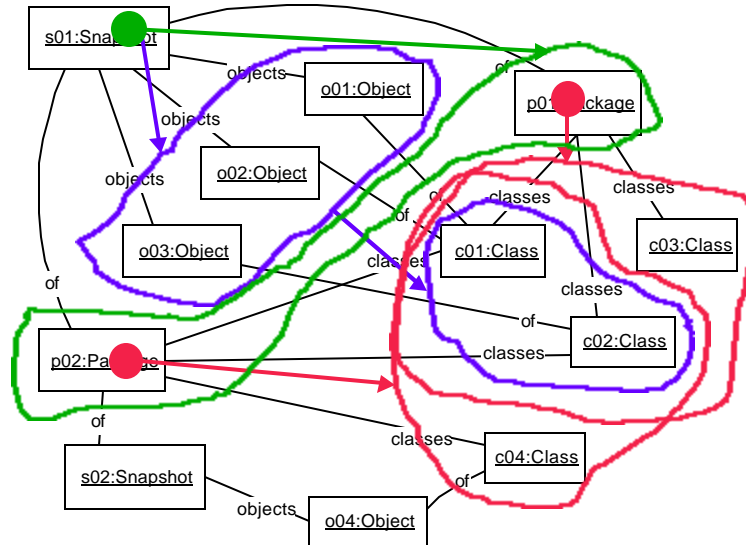 s01:Snapshot
objects
of
o01:Object
p01:Package
objects
o02:Object
objects
classes
classes
of
of
o03:Object
c01:Class
c03:Class
classes
of
classes
of
c02:Class
p02:Package
classes
of
classes
c04:Class
s02:Snapshot
of
objects
o04:Object